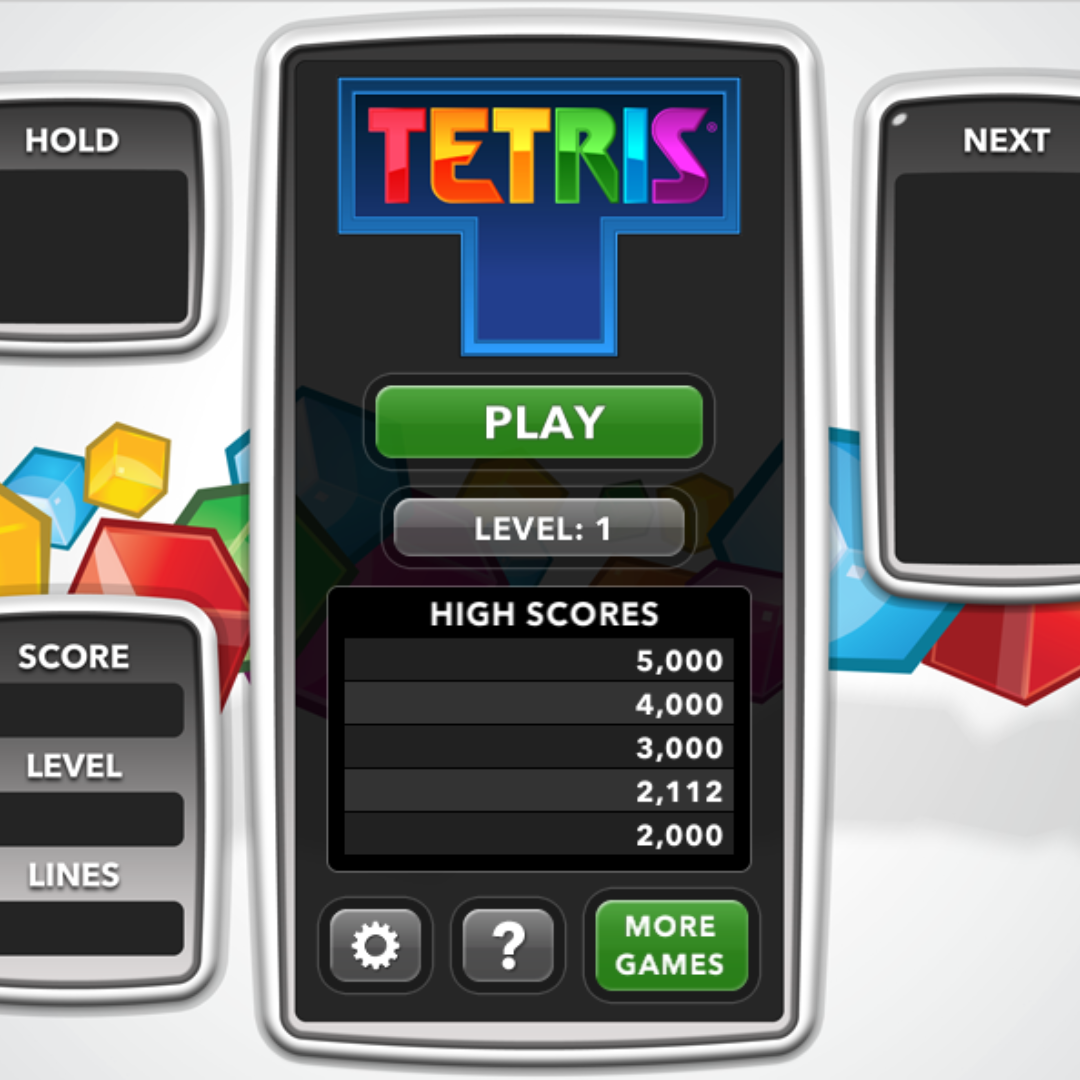 HOLD
TETRIS®
NEXT
PLAY
LEVEL: 1
HIGH SCORES
5,000
4,000
3,000
2,112
2,000
SCORE
LEVEL
LINES
?
MORE
GAMES